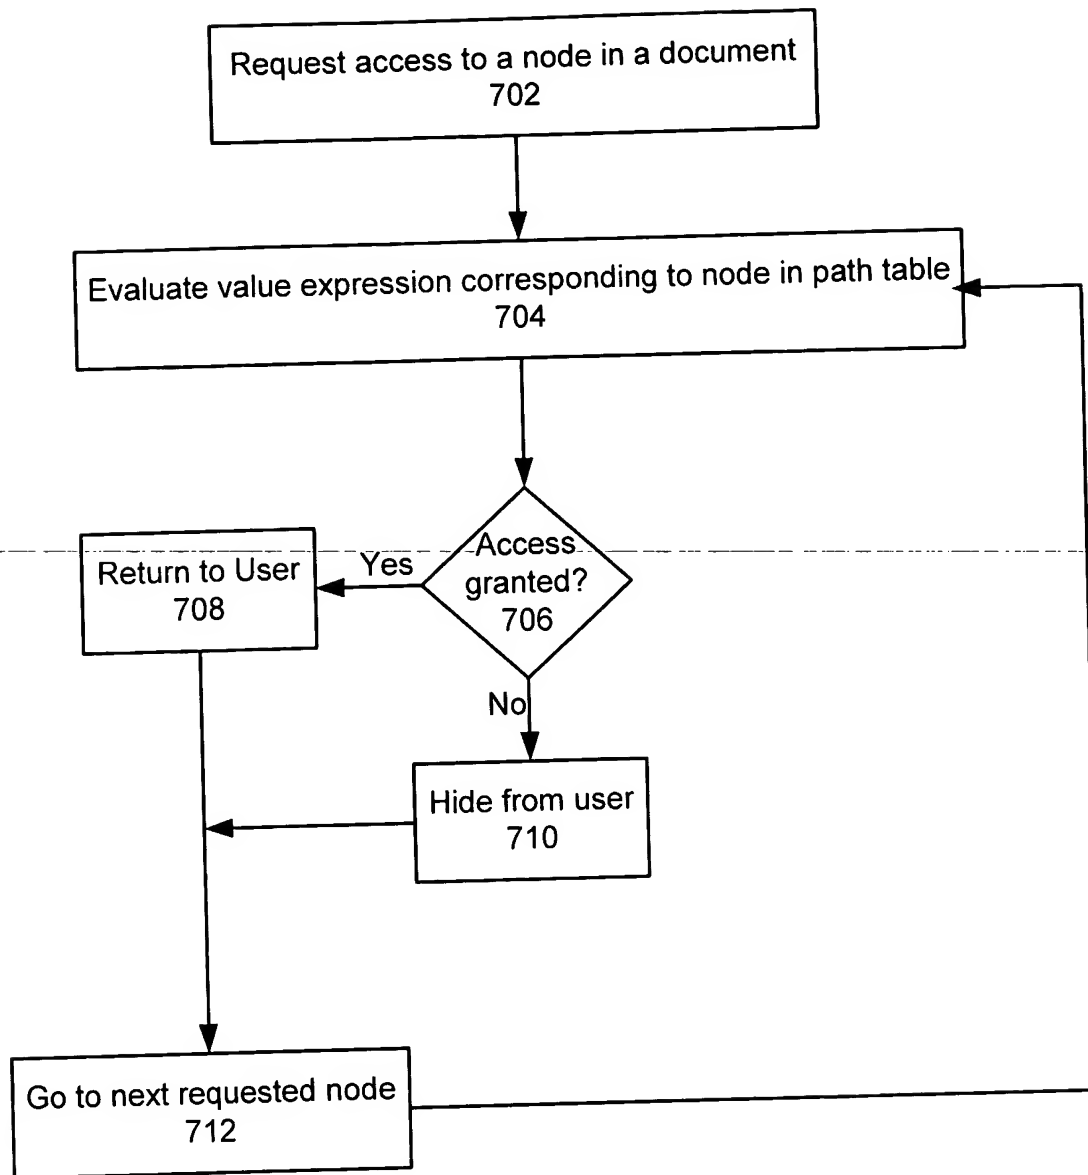 Request access to a node in a document
702
Evaluate value expression corresponding to node in path table
704
Access
granted?
706
Yes
Return to User
708
No
Hide from user
710
Go to next requested node
712